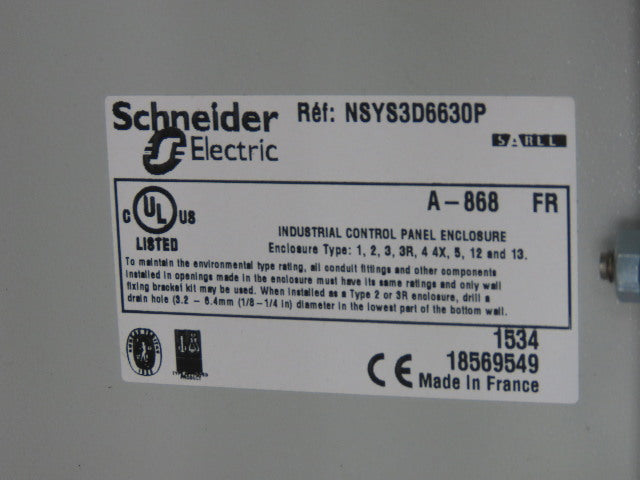 Schneider Electric
Réf: NSYS3D6630P
SAREL
A-868 FR
C UL US
LISTED
INDUSTRIAL CONTROL PANEL ENCLOSURE
Enclosure Type: 1, 2, 3, 3R, 4 4X, 5, 12 and 13.
To maintain the environmental type rating, all conduit fittings and other components
installed in openings made in the enclosure must have its same ratings and only wall
fixing bracket kit may be used. When installed as a Type 2 or 3R enclosure, drill a
drain hole (3.2 - 6.4mm (1/8-1/4 in) diameter in the lowest part of the bottom wall.
1534
18569549
CE Made In France